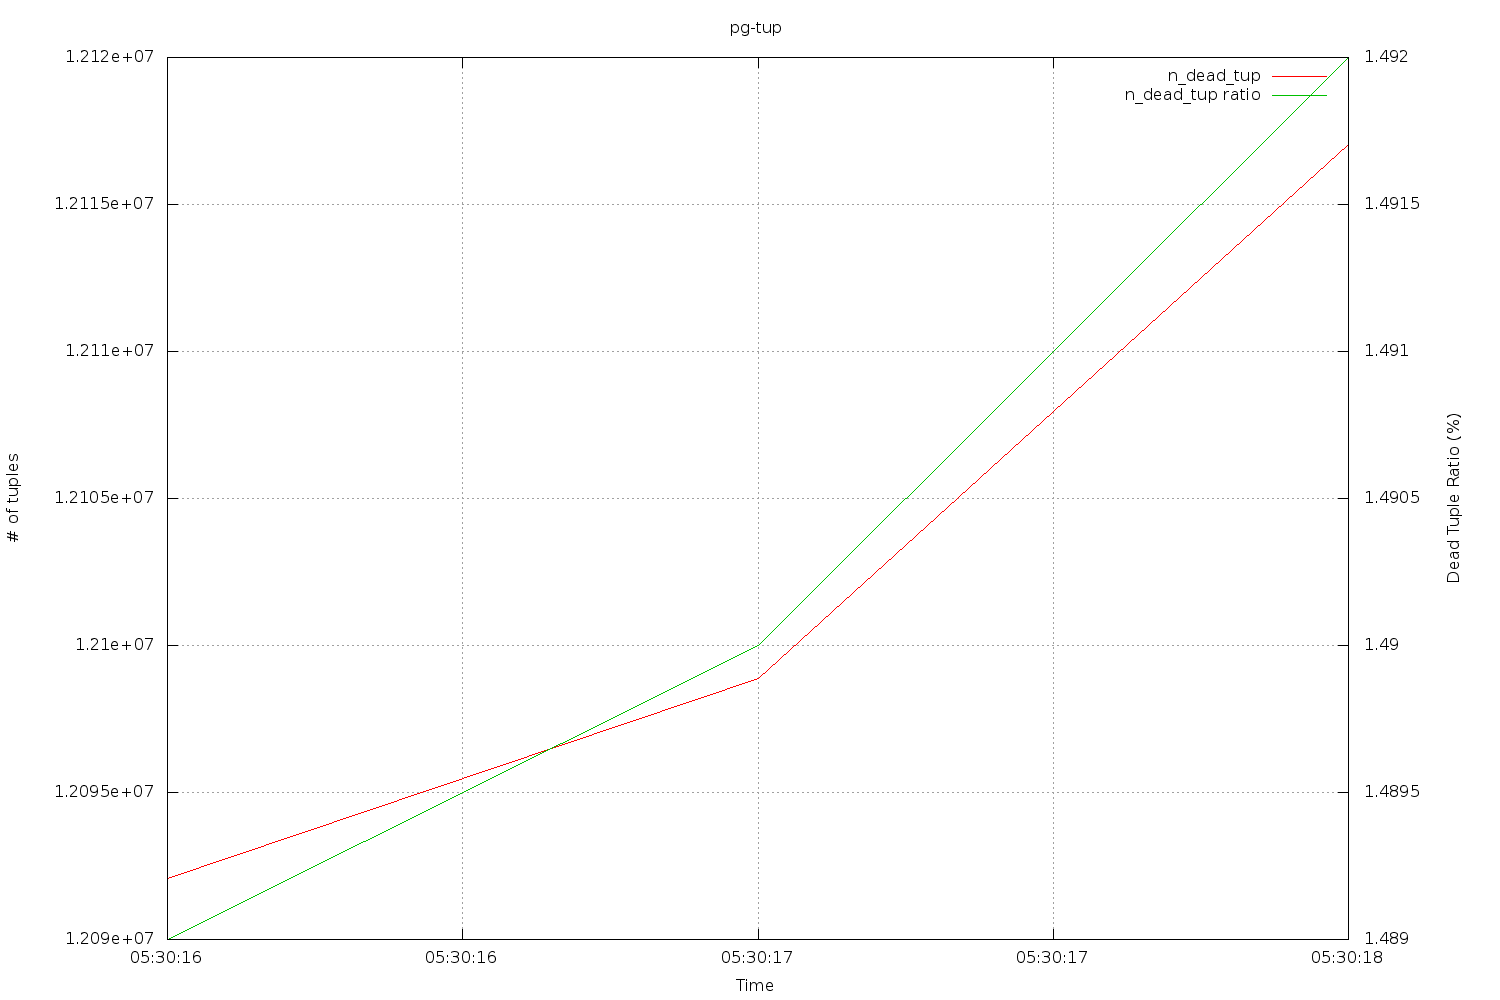 pg-tup
1.212e+07
1.492
n_dead_tup
n_dead_tup ratio
1.2115e+07
1.4915
1.211e+07
1.491
1.2105e+07
1.4905
1.21e+07
1.49
1.2095e+07
1.4895
1.209e+07
1.489
# of tuples
Dead Tuple Ratio (%)
05:30:16
05:30:16
05:30:17
05:30:17
05:30:18
Time